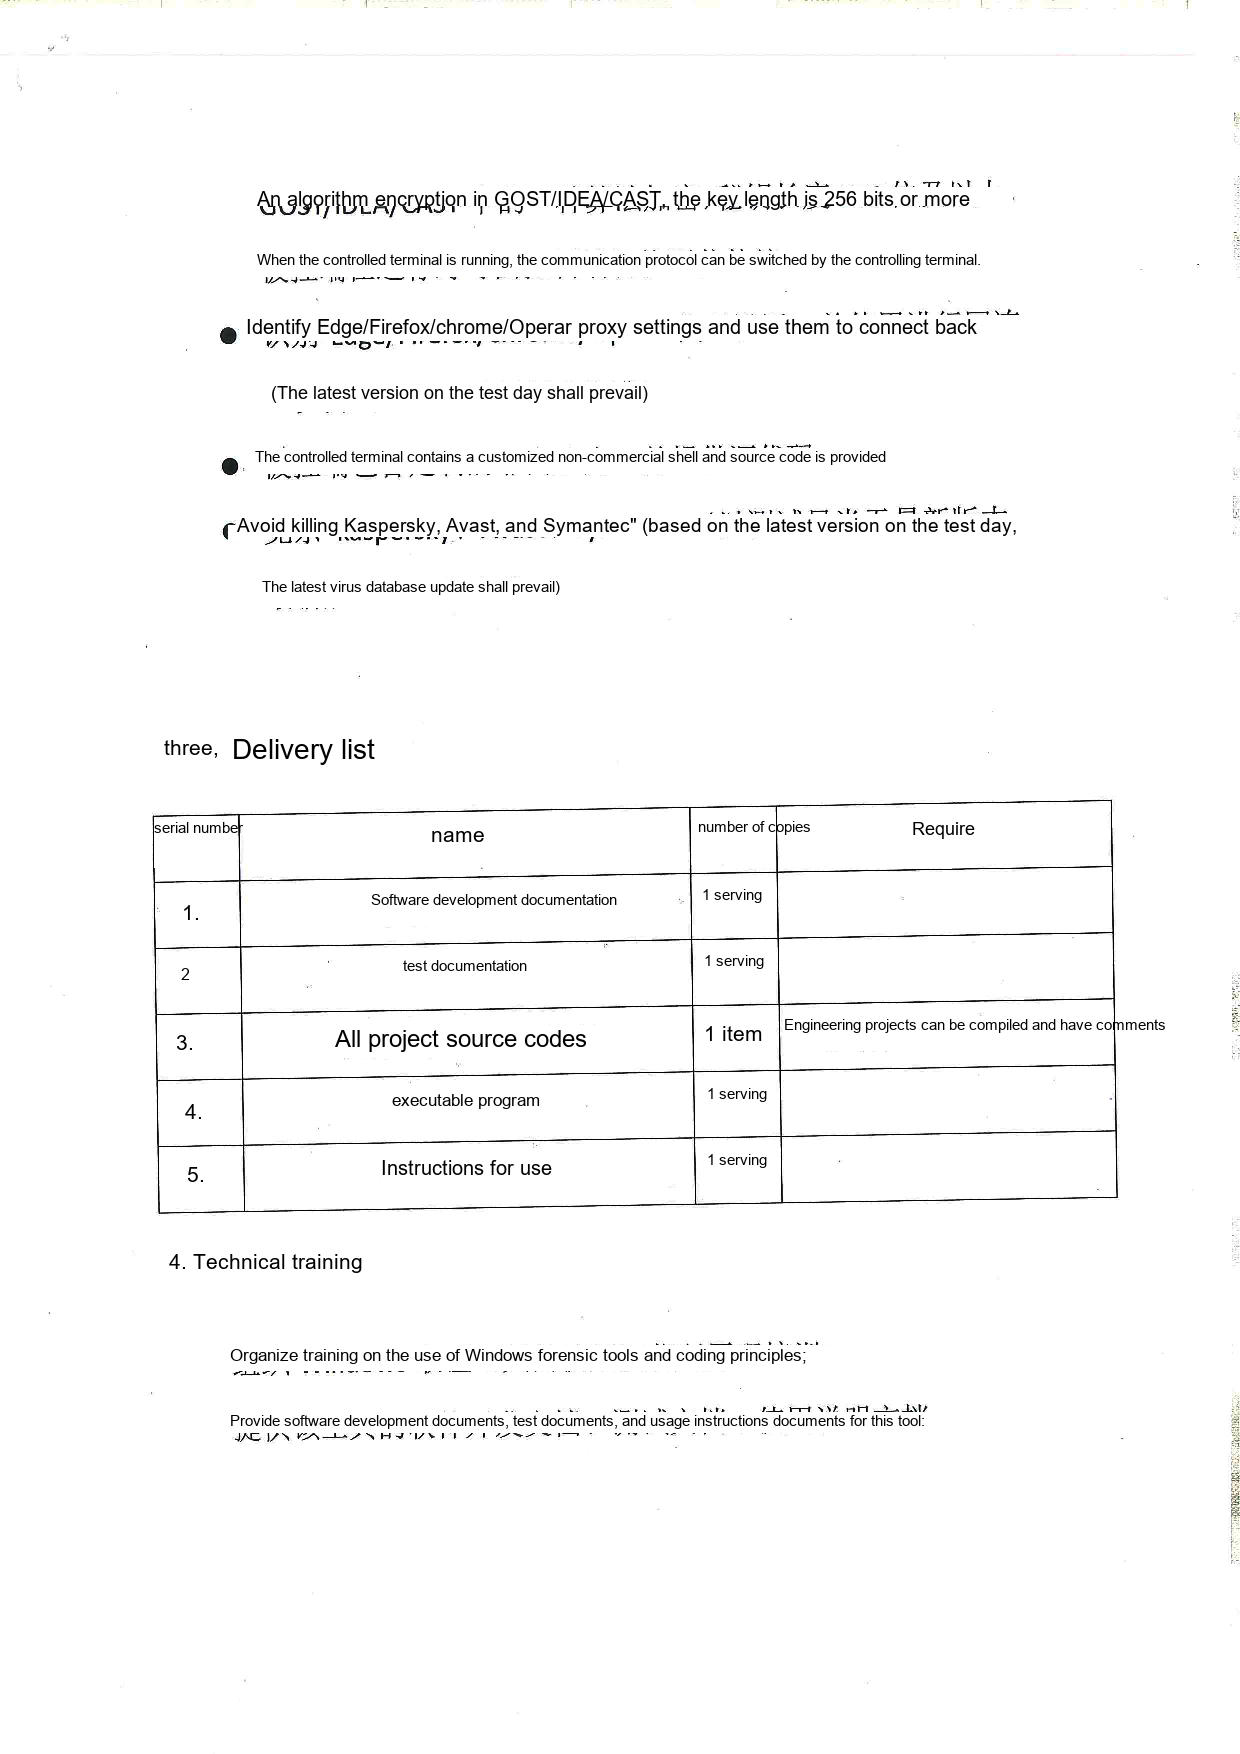 An algorithm encryption in GOST/IDEA/CAST, the key length is 256 bits or more
When the controlled terminal is running, the communication protocol can be switched by the controlling terminal.
Identify Edge/Firefox/chrome/Operar proxy settings and use them to connect back
(The latest version on the test day shall prevail)
The controlled terminal contains a customized non-commercial shell and source code is provided
Avoid killing Kaspersky, Avast, and Symantec" (based on the latest version on the test day,
The latest virus database update shall prevail)
three, Delivery list
serial number name number of copies Require
1. Software development documentation 1 serving
2 test documentation 1 serving
3. All project source codes 1 item Engineering projects can be compiled and have comments
4. executable program 1 serving
5. Instructions for use 1 serving
4. Technical training
Organize training on the use of Windows forensic tools and coding principles;
Provide software development documents, test documents, and usage instructions documents for this tool: